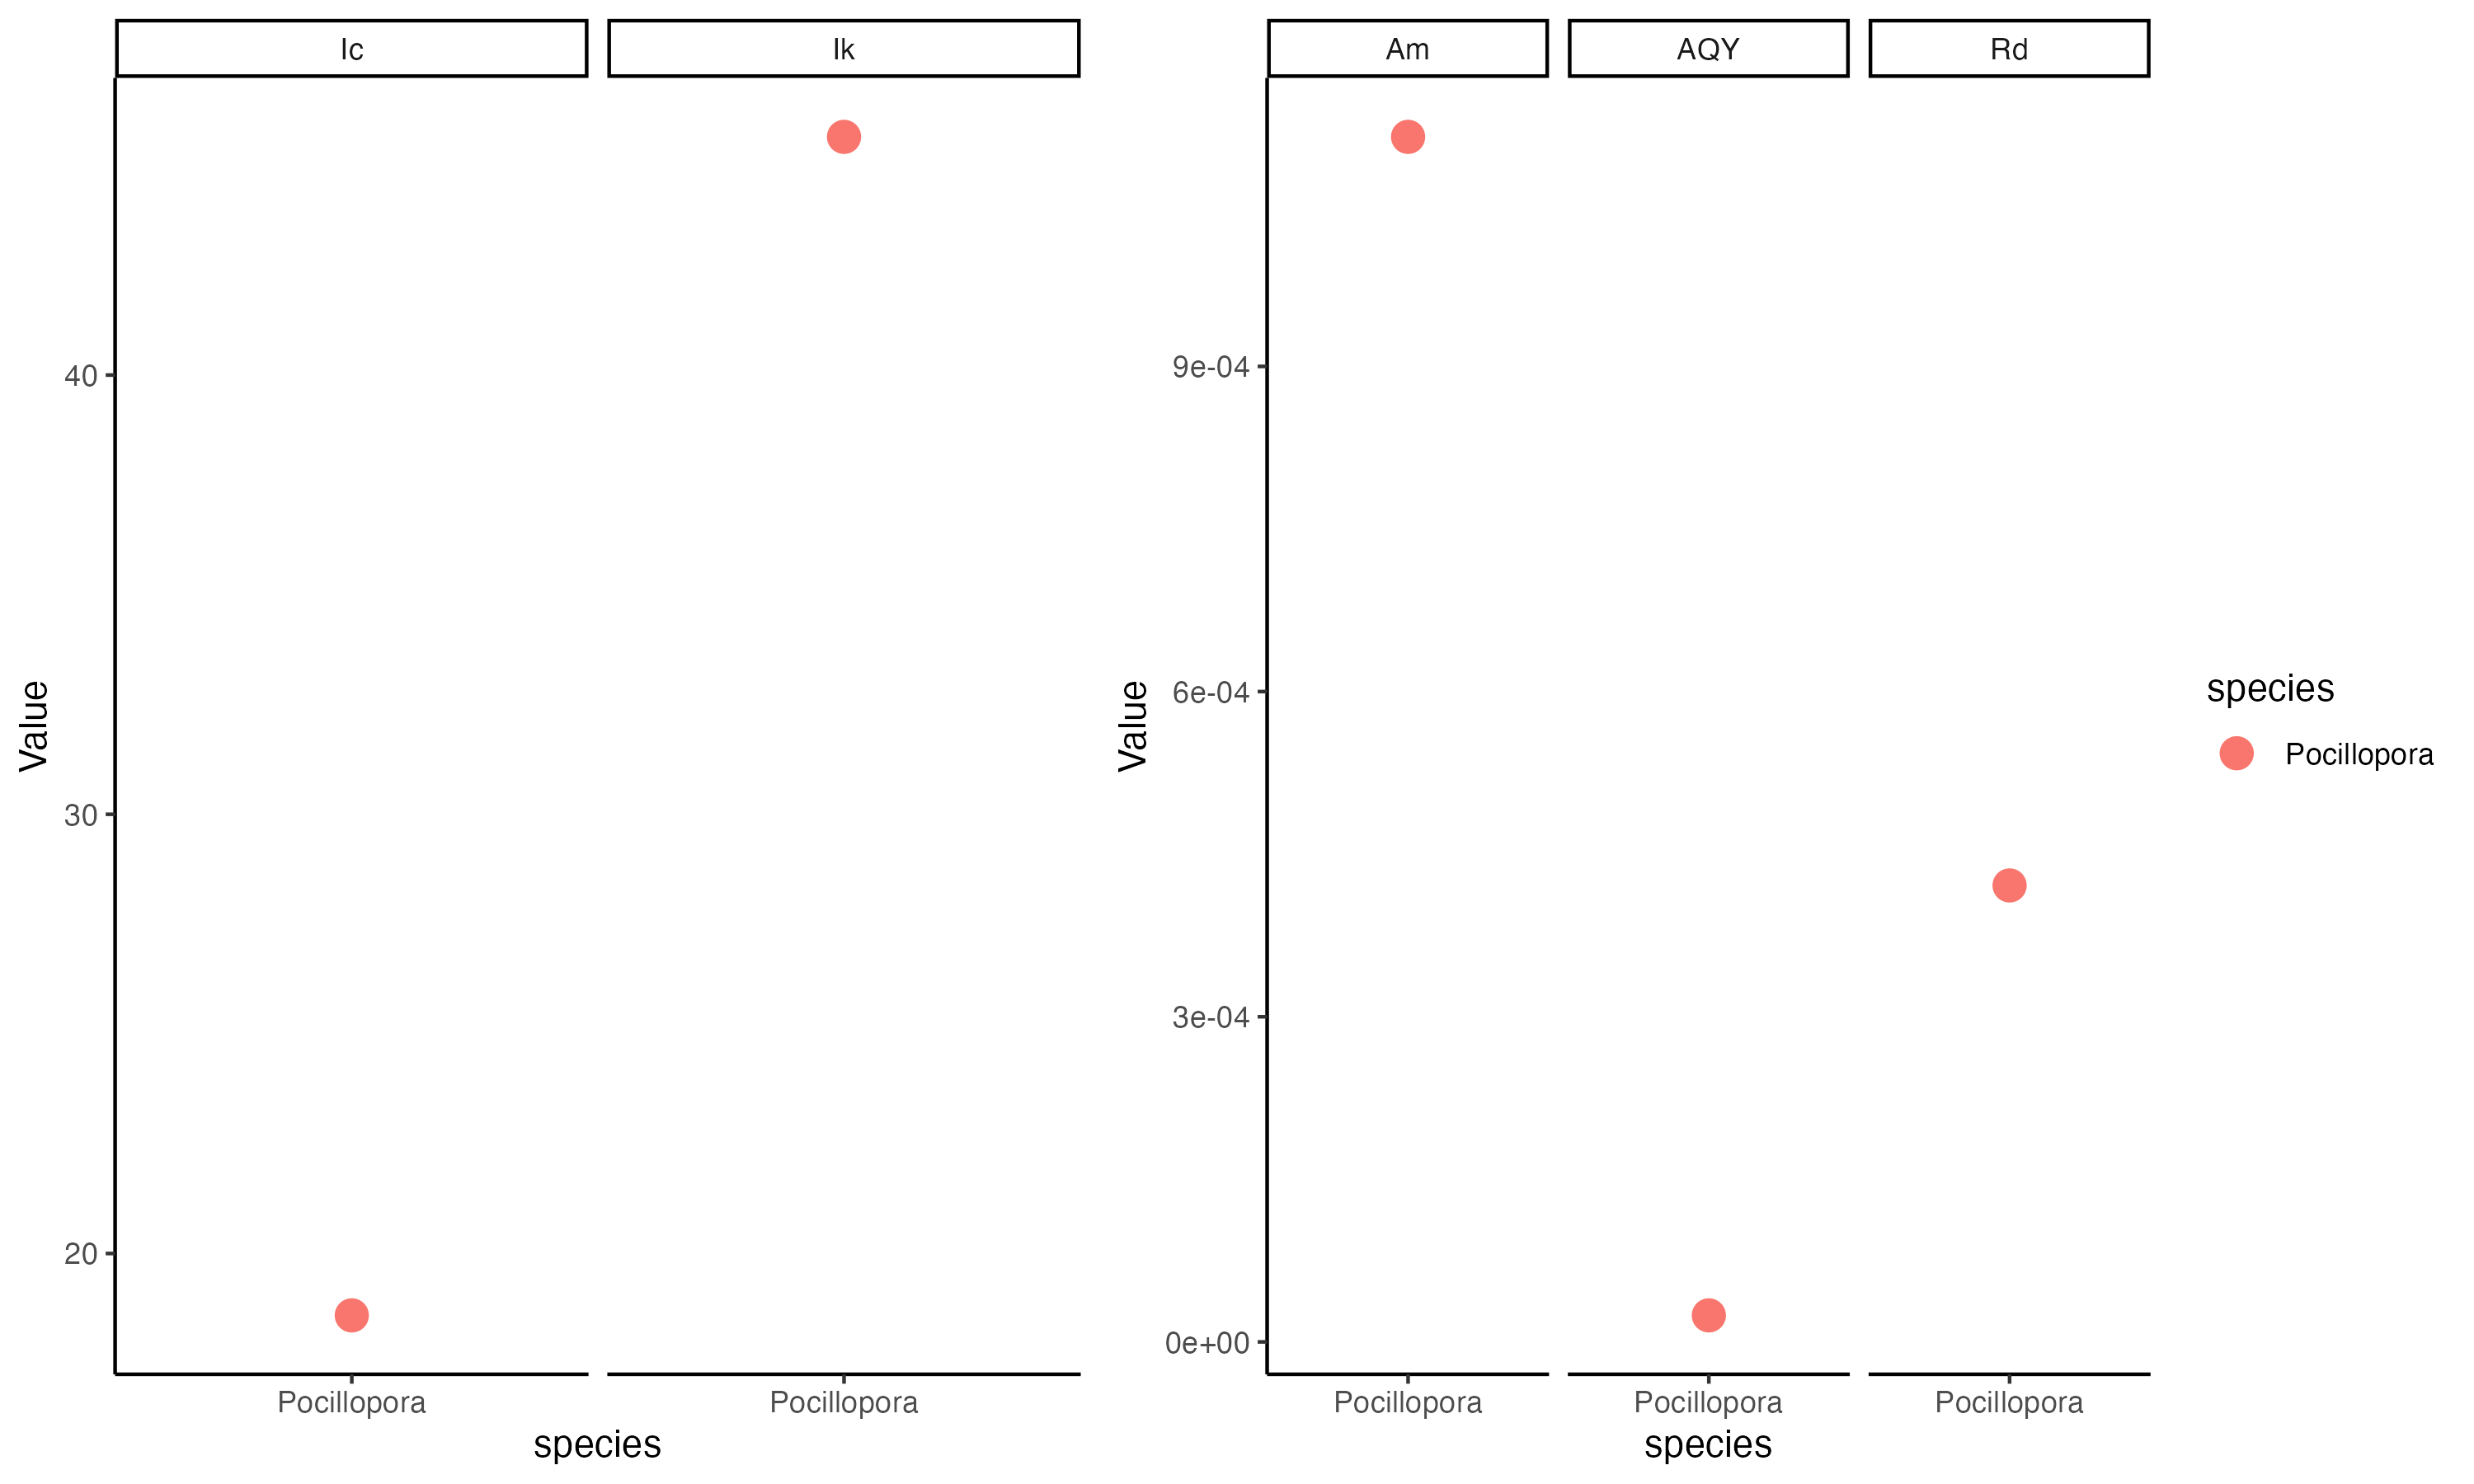 Ic
Ik
Value
40
30
20
Pocillopora
Pocillopora
species
Am
AQY
Rd
Value
9e-04
6e-04
3e-04
0e+00
Pocillopora
Pocillopora
Pocillopora
species
species
Pocillopora